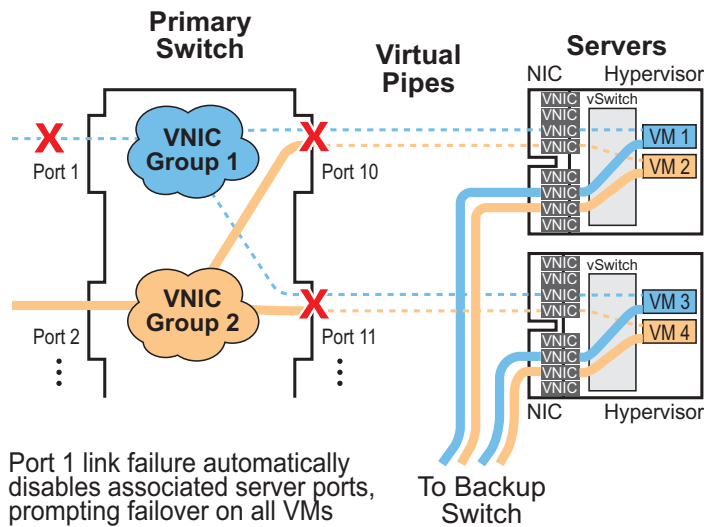 Primary
Switch
Virtual
Pipes
Servers
NIC
Hypervisor
VNIC
Group 1
Port 1
Port 10
VNIC
VNIC
VNIC
VNIC
vSwitch
VM 1
VM 2
VNIC
VNIC
VNIC
VNIC
VNIC
Group 2
Port 2
Port 11
VNIC
VNIC
VNIC
VNIC
vSwitch
VM 3
VM 4
VNIC
VNIC
VNIC
VNIC
NIC
Hypervisor
Port 1 link failure automatically
disables associated server ports,
prompting failover on all VMs
To Backup
Switch